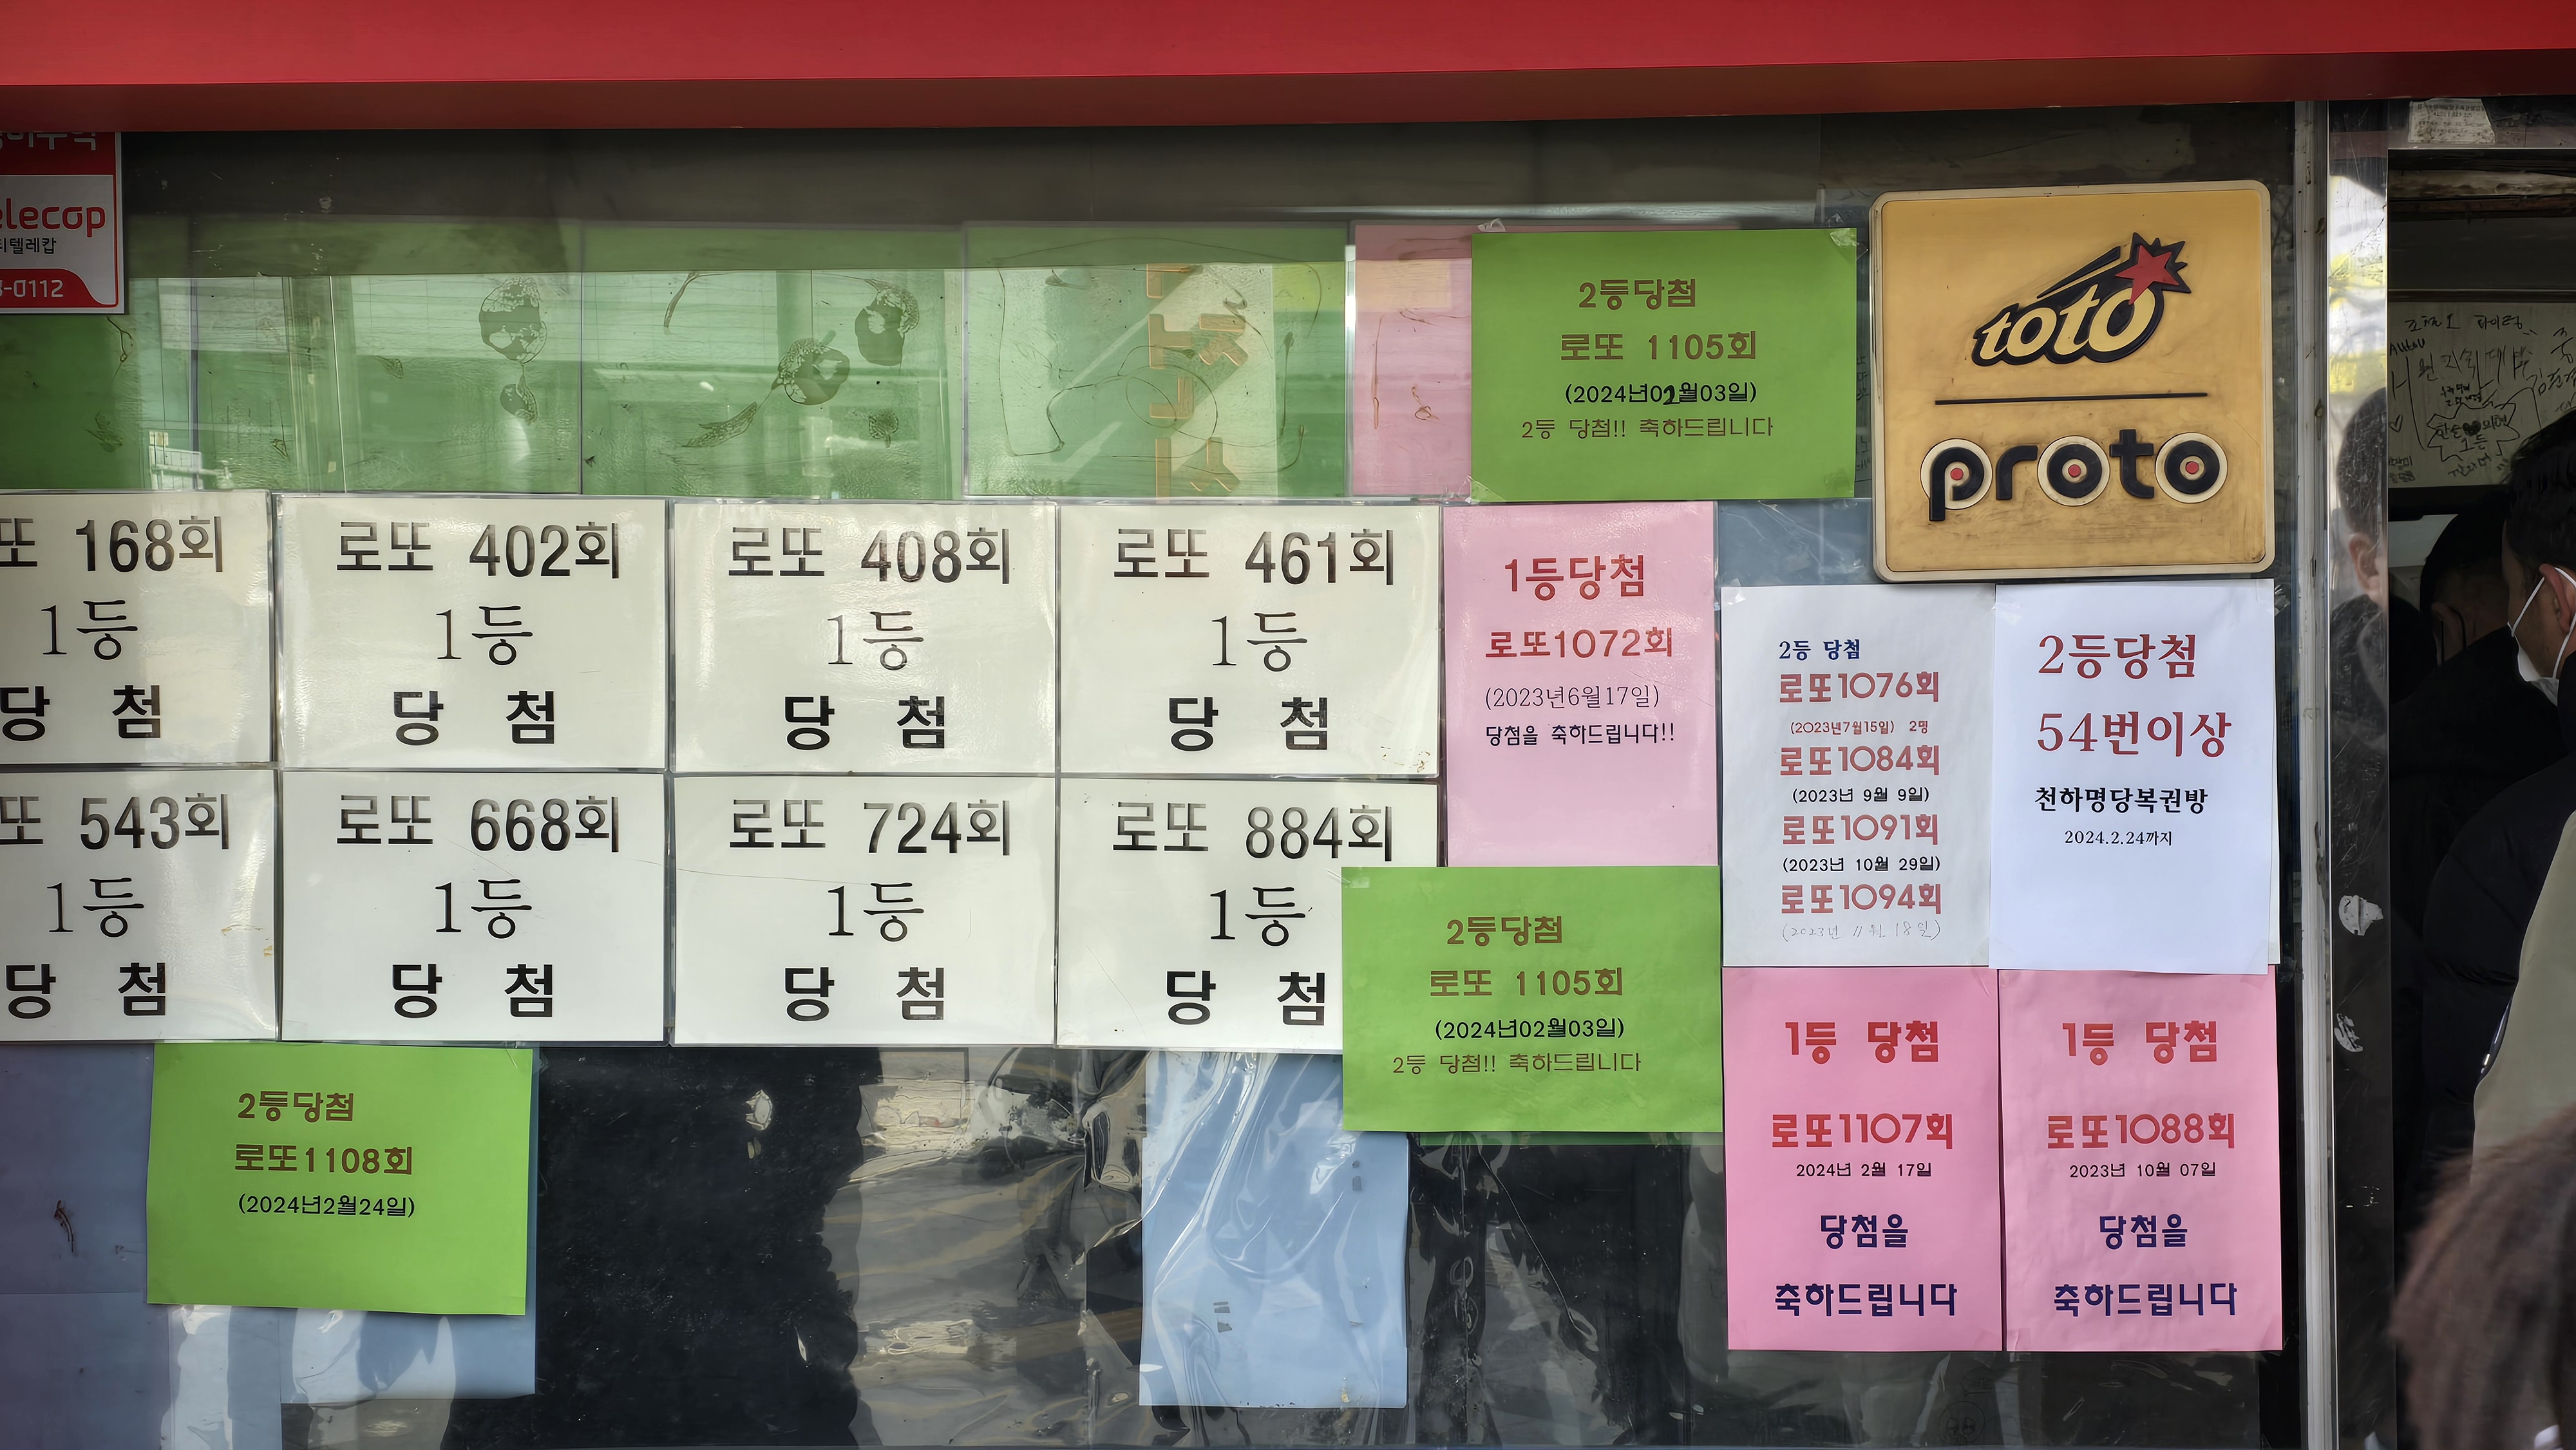 elecop
티텔레캅
-0112
2등당첨
로또 1105회
(2024년02월03일)
2등 당첨!! 축하드립니다
toto
proto
또 168회
1등
당 첨
로또 402회
1등
당 첨
로또 408회
1등
당 첨
로또 461회
1등
당 첨
1등당첨
로또1072회
(2023년6월17일)
당첨을 축하드립니다!!
2등 당첨
로또1076회
(2023년7월15일) 2명
로또1084회
(2023년 9월 9일)
로또1091회
(2023년 10월 29일)
로또1094회
(2023년 11월 18일)
2등당첨
54번이상
천하명당복권방
2024.2.24까지
또 543회
1등
당 첨
로또 668회
1등
당 첨
로또 724회
1등
당 첨
로또 884회
1등
당 첨
2등당첨
로또 1105회
(2024년02월03일)
2등 당첨!! 축하드립니다
2등당첨
로또1108회
(2024년2월24일)
1등 당첨
로또1107회
2024년 2월 17일
당첨을
축하드립니다
1등 당첨
로또1088회
2023년 10월 07일
당첨을
축하드립니다